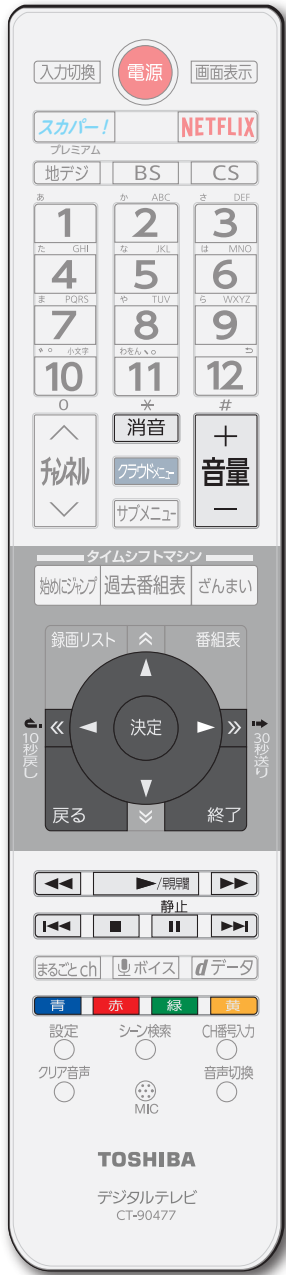 入力切換 電源 画面表示
スカパー! NETFLIX
プレミアム
地デジ BS CS
あ か ABC さ DEF
1 2 3
た GHI な JKL は MNO
4 5 6
ま PQRS や TUV ら WXYZ
7 8 9
小文字 わをん
10 11 12
0 #
消音 +
チャンネル クラウドメニュー 音量
サブメニュー −
タイムシフトマシン
始めにジャンプ 過去番組表 ざんまい
録画リスト 番組表
10秒戻し 決定 30秒送り
戻る 終了
静止
まるごとch ボイス dデータ
青 赤 緑 黄
設定 シーン検索 CH番号入力
クリア音声 音声切換
MIC
TOSHIBA
デジタルテレビ
CT-90477